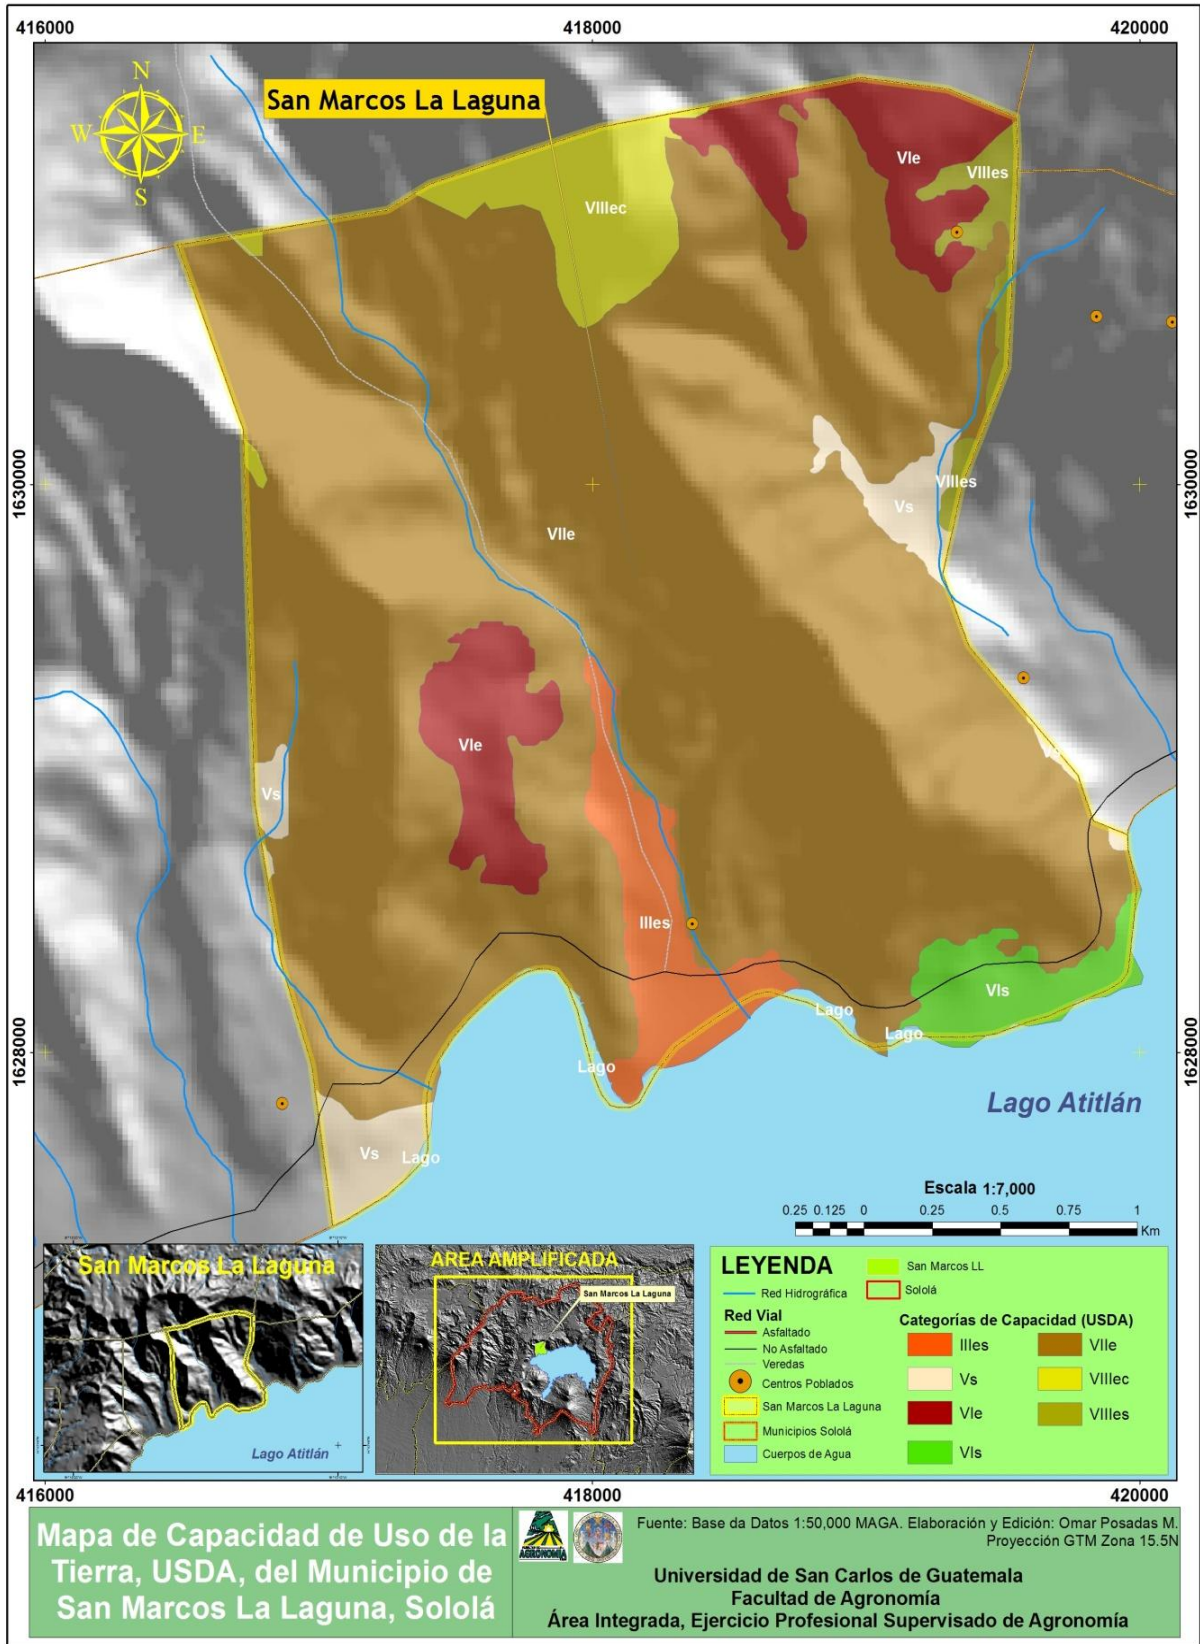 416000
418000
420000
N
San Marcos La Laguna
W
E
S
VIe
VIIIes
VIIIec
1630000
1630000
VIIIes
Vs
VIIe
VIe
Vs
IIIes
VIs
Lago
Lago
1628000
1628000
Lago
Lago Atitlán
Vs
Lago
Escala 1:7,000
0.25 0.125 0 0.25 0.5 0.75 1
Km
San Marcos La Laguna
Lago Atitlán
AREA AMPLIFICADA
San Marcos La Laguna
LEYENDA
San Marcos LL
Red Hidrográfica
Sololá
Red Vial
Asfaltado
No Asfaltado
Veredas
Centros Poblados
San Marcos La Laguna
Municipios Sololá
Cuerpos de Agua
Categorías de Capacidad (USDA)
IIIes
VIIe
Vs
VIIIec
VIe
VIIIes
VIs
416000
418000
420000
Mapa de Capacidad de Uso de la
Tierra, USDA, del Municipio de
San Marcos La Laguna, Sololá
AGRONOMÍA
Fuente: Base da Datos 1:50,000 MAGA. Elaboración y Edición: Omar Posadas M.
Proyección GTM Zona 15.5N
Universidad de San Carlos de Guatemala
Facultad de Agronomía
Área Integrada, Ejercicio Profesional Supervisado de Agronomía